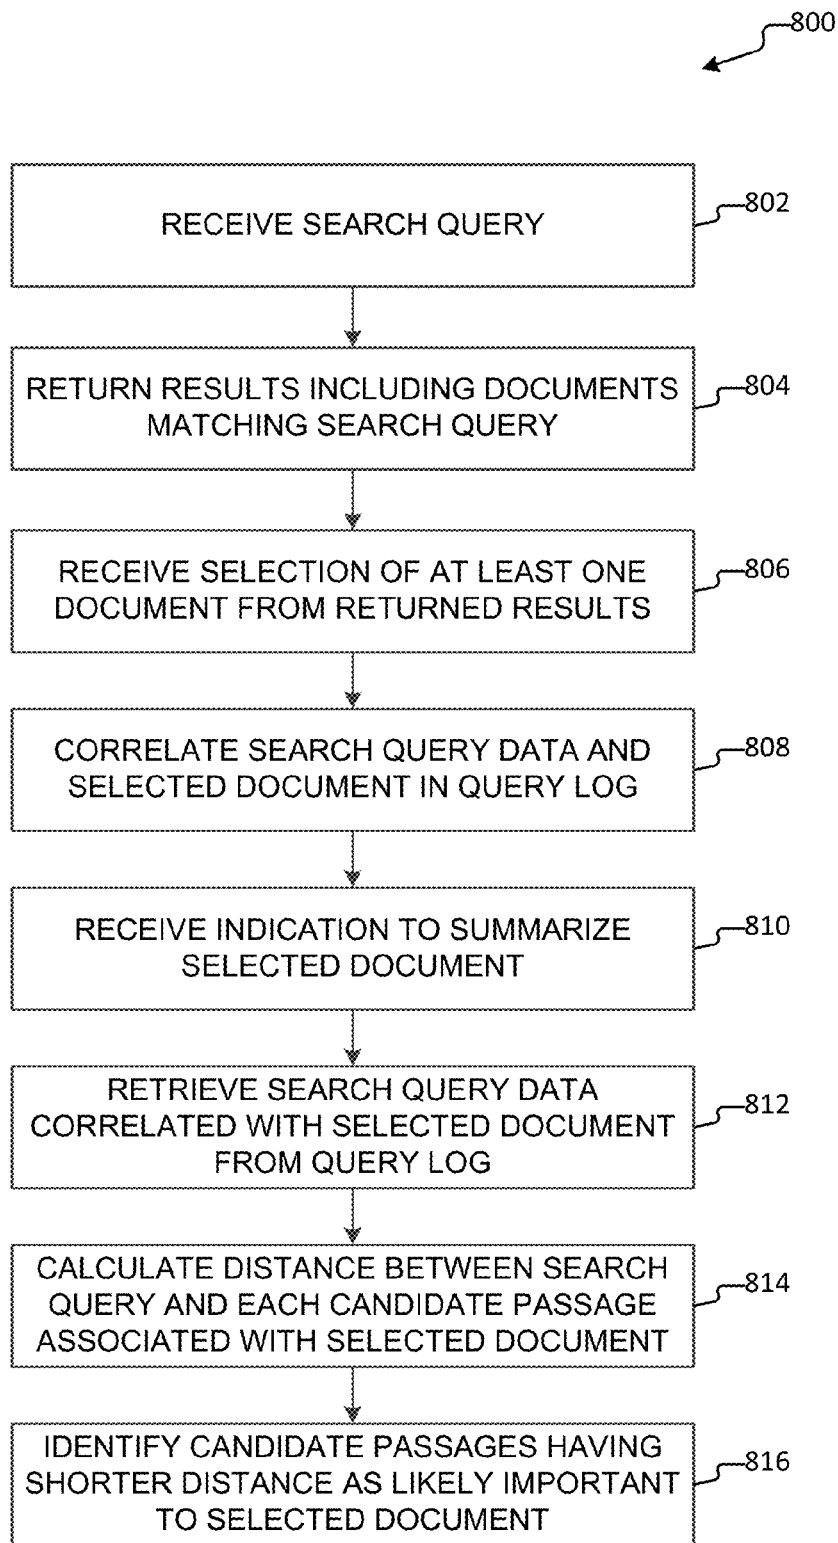 800
RECEIVE SEARCH QUERY
802
RETURN RESULTS INCLUDING DOCUMENTS
MATCHING SEARCH QUERY
804
RECEIVE SELECTION OF AT LEAST ONE
DOCUMENT FROM RETURNED RESULTS
806
CORRELATE SEARCH QUERY DATA AND
SELECTED DOCUMENT IN QUERY LOG
808
RECEIVE INDICATION TO SUMMARIZE
SELECTED DOCUMENT
810
RETRIEVE SEARCH QUERY DATA
CORRELATED WITH SELECTED DOCUMENT
FROM QUERY LOG
812
CALCULATE DISTANCE BETWEEN SEARCH
QUERY AND EACH CANDIDATE PASSAGE
ASSOCIATED WITH SELECTED DOCUMENT
814
IDENTIFY CANDIDATE PASSAGES HAVING
SHORTER DISTANCE AS LIKELY IMPORTANT
TO SELECTED DOCUMENT
816